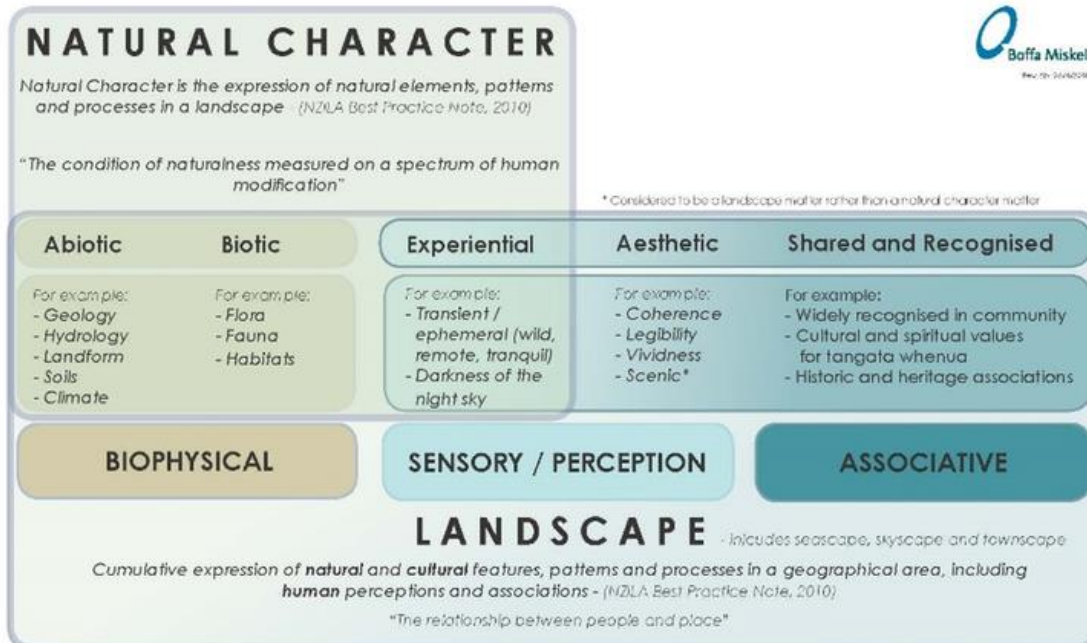 NATURAL CHARACTER
Natural Character is the expression of natural elements, patterns
and processes in a landscape - (NZILA Best Practice Note, 2010)
"The condition of naturalness measured on a spectrum of human
modification"
Boffa Miskell
* Considered to be a landscape matter rather than a natural character matter
Abiotic
For example:
- Geology
- Hydrology
- Landform
- Soils
- Climate
Biotic
For example:
- Flora
- Fauna
- Habitats
Experiential
For example:
- Transient /
ephemeral (wild,
remote, tranquil)
- Darkness of the
night sky
Aesthetic
For example:
- Coherence
- Legibility
- Vividness
- Scenic*
Shared and Recognised
For example:
- Widely recognised in community
- Cultural and spiritual values
for tangata whenua
- Historic and heritage associations
BIOPHYSICAL
SENSORY / PERCEPTION
ASSOCIATIVE
LANDSCAPE - includes seascape, skyscape and townscape
Cumulative expression of natural and cultural features, patterns and processes in a geographical area, including
human perceptions and associations - (NZILA Best Practice Note, 2010)
"The relationship between people and place"